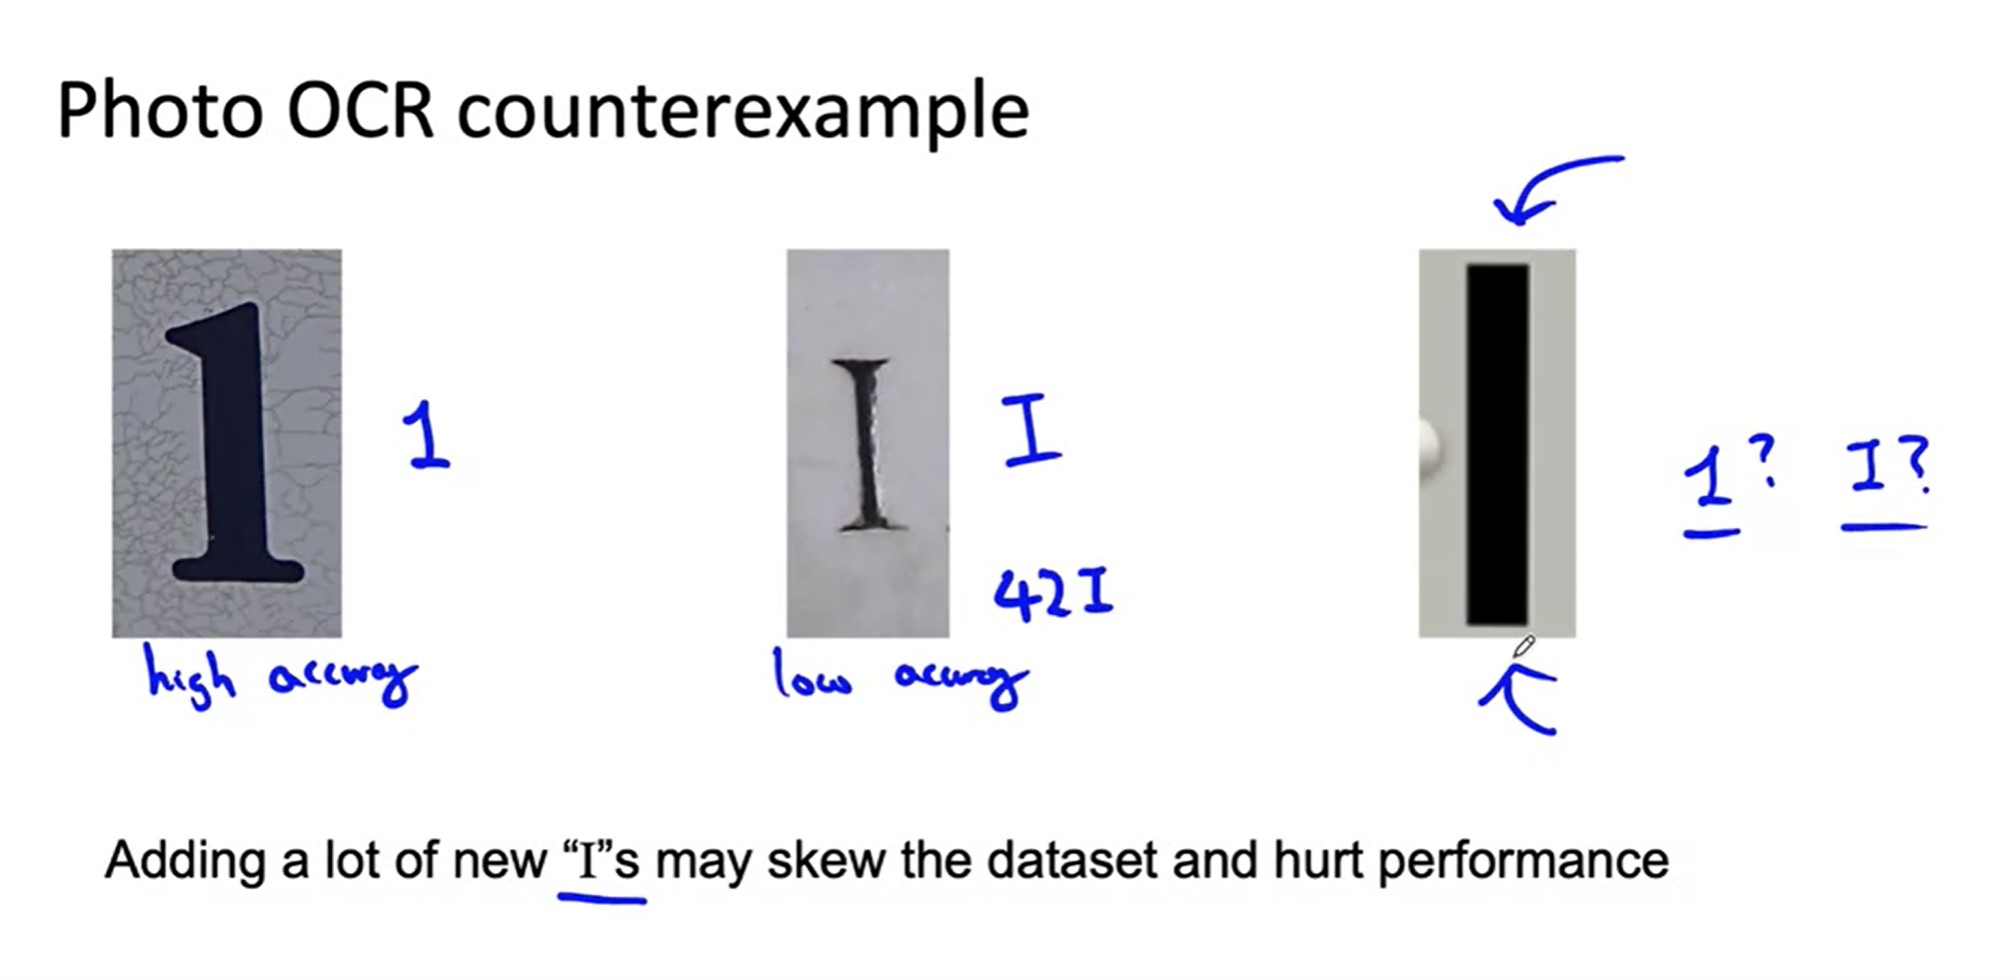 Photo OCR counterexample
1
1
I
I
42I
1? I?
high accuracy
low accuracy
Adding a lot of new “I”s may skew the dataset and hurt performance